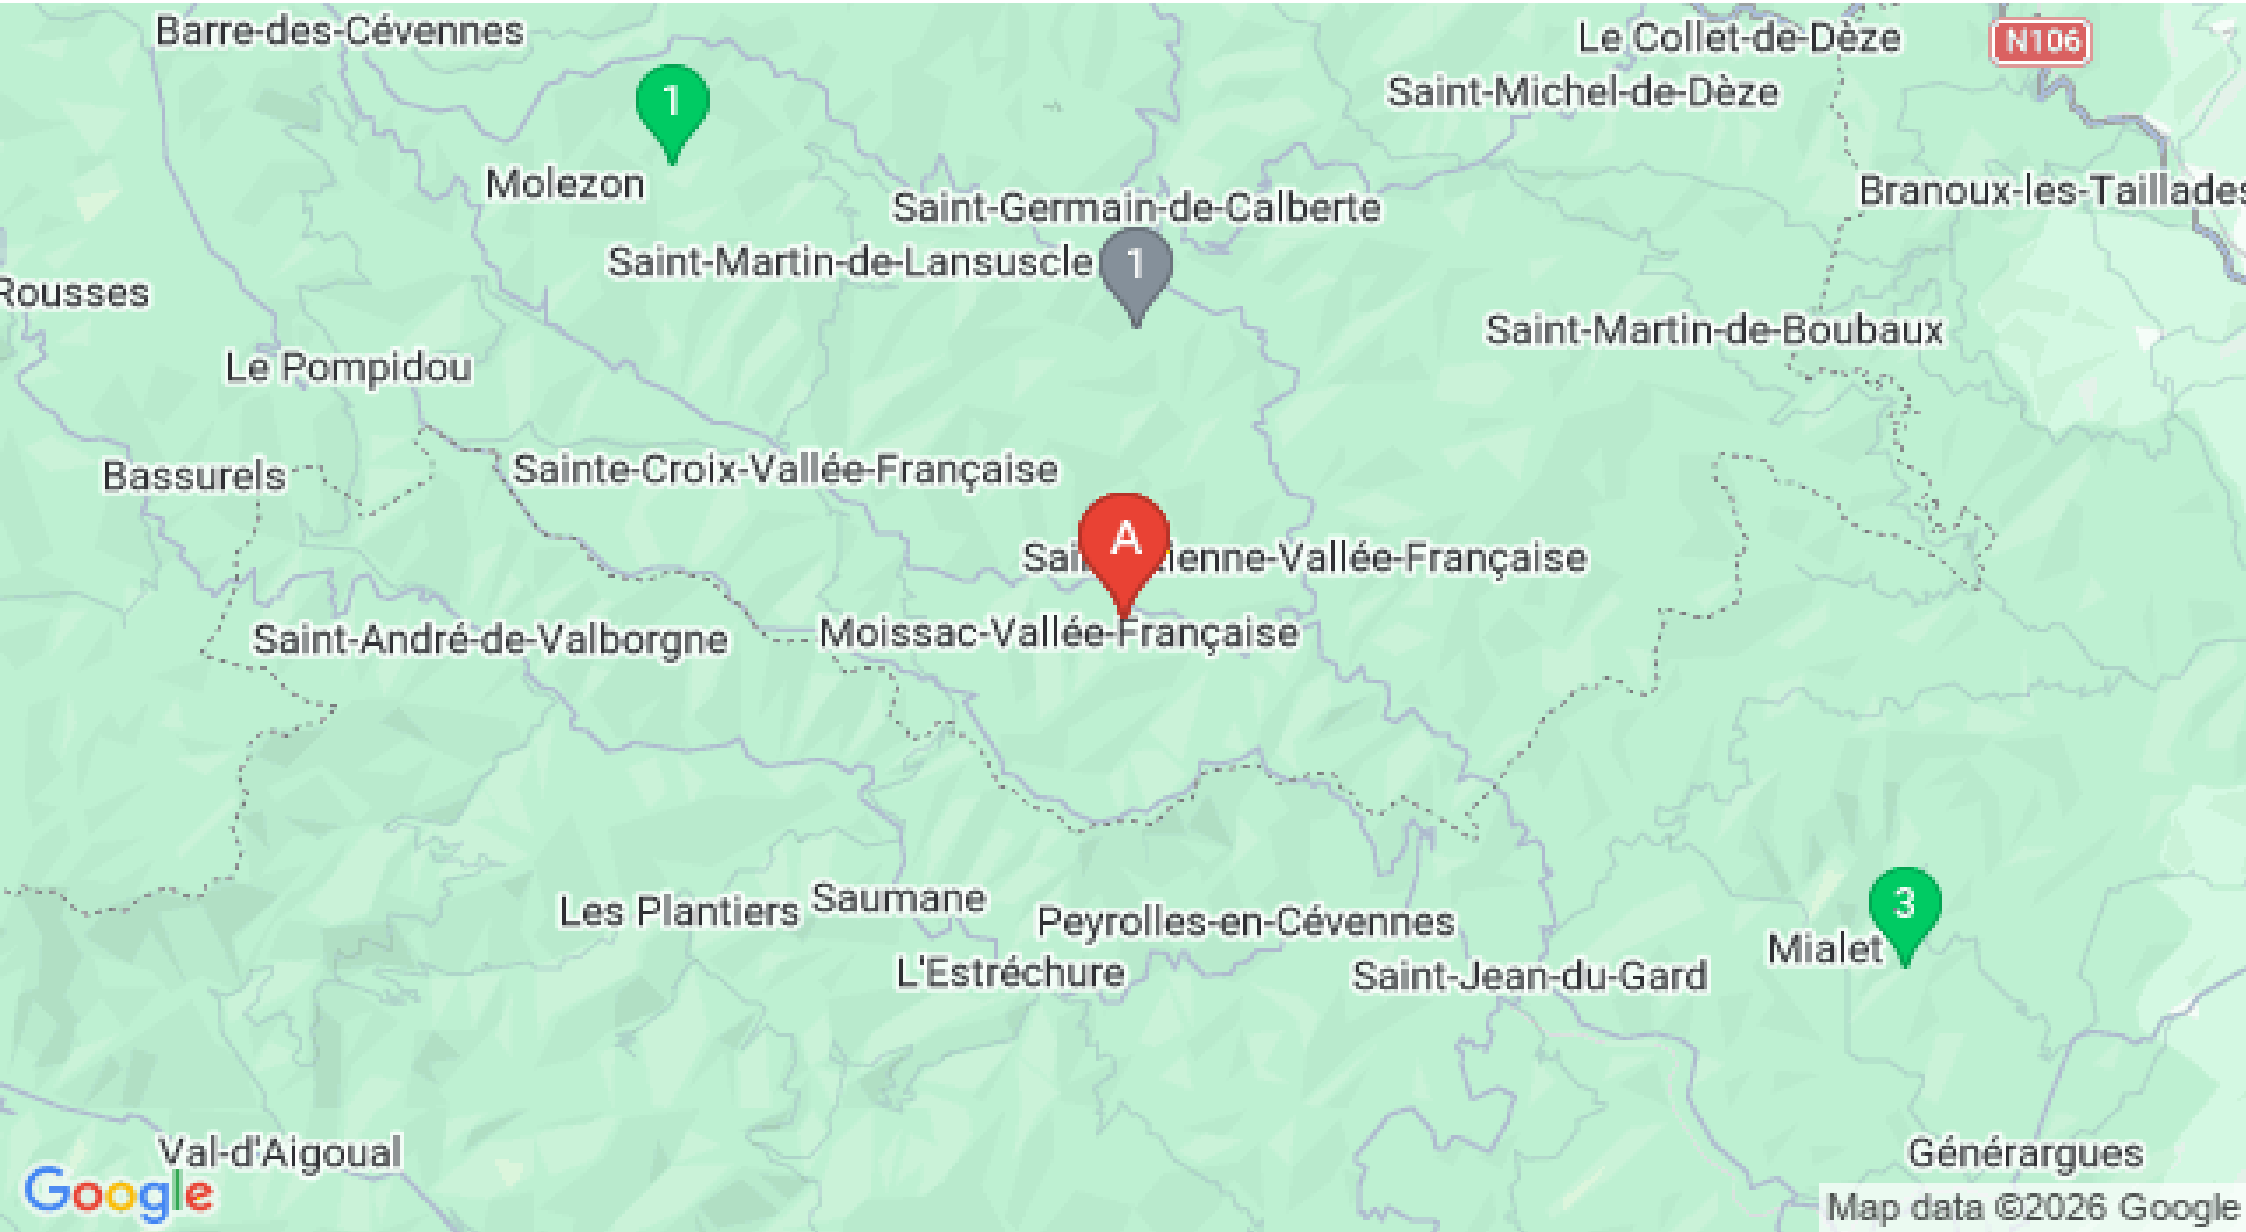 Barre-des-Cévennes
Le Collet-de-Dèze
N106
Saint-Michel-de-Dèze
1
Molezon
Branoux-les-Taillades
Saint-Germain-de-Calberte
Saint-Martin-de-Lansuscle
1
Rousses
Saint-Martin-de-Boubaux
Le Pompidou
Bassurels
Sainte-Croix-Vallée-Française
A
Sai ienne-Vallée-Française
Moissac-Vallée-Française
Saint-André-de-Valborgne
Les Plantiers
Saumane
Peyrolles-en-Cévennes
3
Mialet
L'Estréchure
Saint-Jean-du-Gard
Val-d'Aigoual
Générargues
Google
Map data ©2026 Google